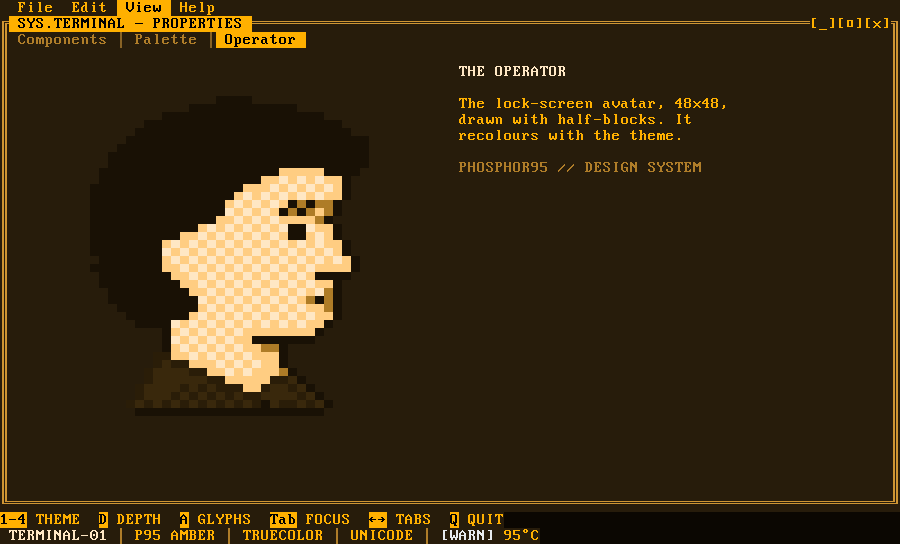 File  Edit  View  Help
SYS.TERMINAL — PROPERTIES [_][o][x]
Components | Palette | Operator
THE OPERATOR
The lock-screen avatar, 48x48,
drawn with half-blocks. It
recolours with the theme.
PHOSPHOR95 // DESIGN SYSTEM
1-4 THEME  D DEPTH  A GLYPHS  Tab FOCUS  ↔ TABS  Q QUIT
TERMINAL-01 | P95 AMBER | TRUECOLOR | UNICODE | [WARN] 95°C